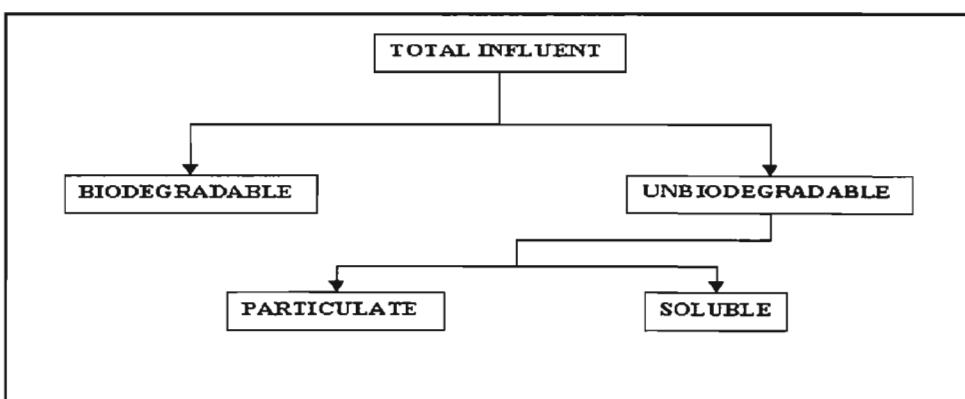 TOTAL INFLUENT
BIODEGRADABLE
UNBIODEGRADABLE
PARTICULATE
SOLUBLE